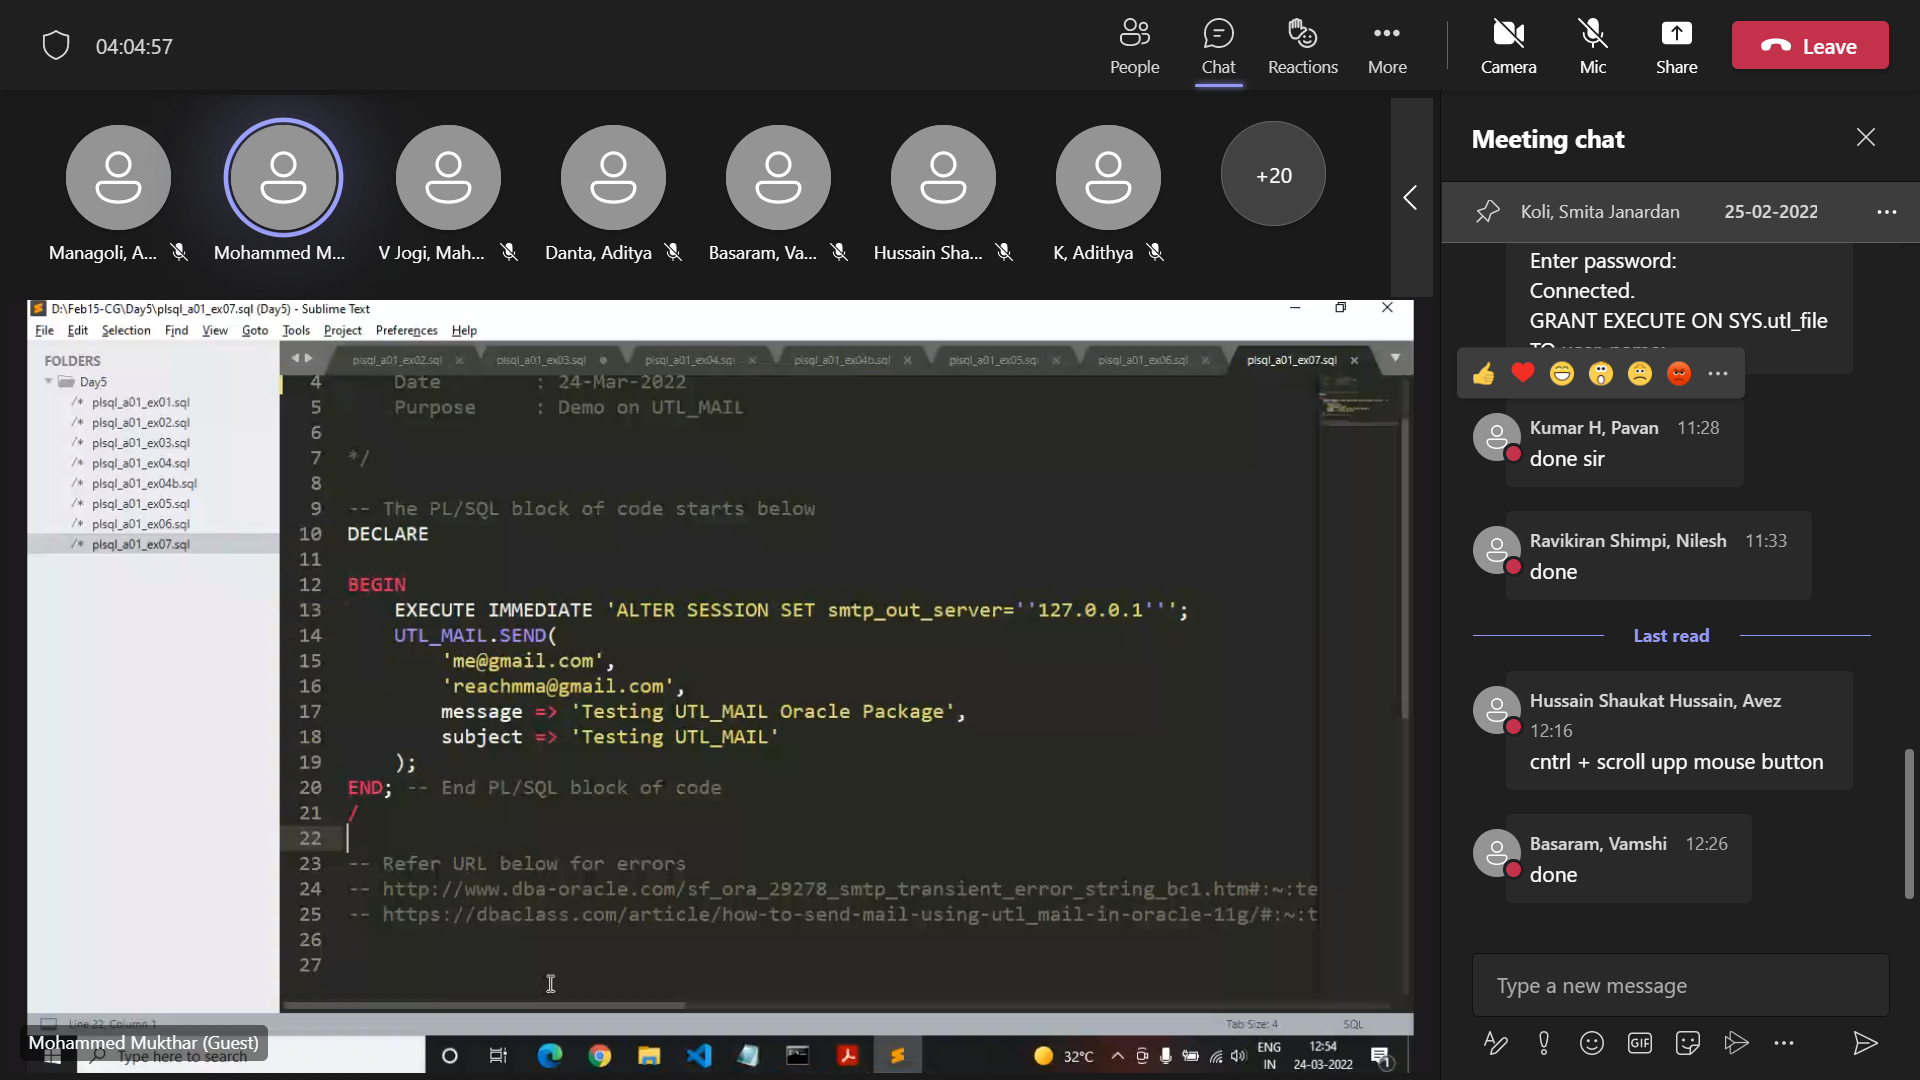 04:04:57
People
Chat
Reactions
More
Camera
Mic
Share
Leave
Managoli, A...
Mohammed M...
V Jogi, Mah...
Danta, Aditya
Basaram, Va...
Hussain Sha...
K, Adithya
+20
D:\Feb15-CG\Day5\plsql_a01_ex07.sql (Day5) - Sublime Text
File Edit Selection Find View Goto Tools Project Preferences Help
FOLDERS
Day5
/* plsql_a01_ex01.sql
/* plsql_a01_ex02.sql
/* plsql_a01_ex03.sql
/* plsql_a01_ex04.sql
/* plsql_a01_ex04b.sql
/* plsql_a01_ex05.sql
/* plsql_a01_ex06.sql
/* plsql_a01_ex07.sql
plsql_a01_ex02.sql
plsql_a01_ex03.sql
plsql_a01_ex04.sql
plsql_a01_ex04b.sql
plsql_a01_ex05.sql
plsql_a01_ex06.sql
plsql_a01_ex07.sql
4 Date : 24-Mar-2022
5 Purpose : Demo on UTL_MAIL
6
7 */
8
9 -- The PL/SQL block of code starts below
10 DECLARE
11
12 BEGIN
13 EXECUTE IMMEDIATE 'ALTER SESSION SET smtp_out_server=''127.0.0.1''';
14 UTL_MAIL.SEND(
15 'me@gmail.com',
16 'reachmma@gmail.com',
17 message => 'Testing UTL_MAIL Oracle Package',
18 subject => 'Testing UTL_MAIL'
19 );
20 END; -- End PL/SQL block of code
21 /
22
23 -- Refer URL below for errors
24 -- http://www.dba-oracle.com/sf_ora_29278_smtp_transient_error_string_bc1.htm#:~:te
25 -- https://dbaclass.com/article/how-to-send-mail-using-utl_mail-in-oracle-11g/#:~:t
26
27
Line 22, Column 1
Tab Size: 4
SQL
Mohammed Mukthar (Guest)
Type here to search
32°C
ENG
IN
12:54
24-03-2022
1
Meeting chat
Koli, Smita Janardan 25-02-2022
Enter password:
Connected.
GRANT EXECUTE ON SYS.utl_file
Kumar H, Pavan 11:28
done sir
Ravikiran Shimpi, Nilesh 11:33
done
Last read
Hussain Shaukat Hussain, Avez
12:16
cntrl + scroll upp mouse button
Basaram, Vamshi 12:26
done
Type a new message
GIF